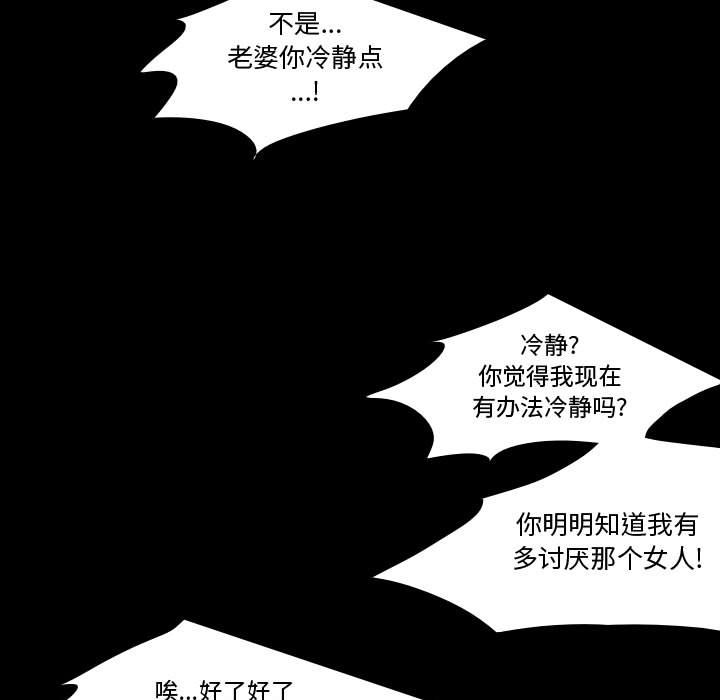 不是...
老婆你冷静点
...!
冷静?
你觉得我现在
有办法冷静吗?
你明明知道我有
多讨厌那个女人!
唉...好了好了